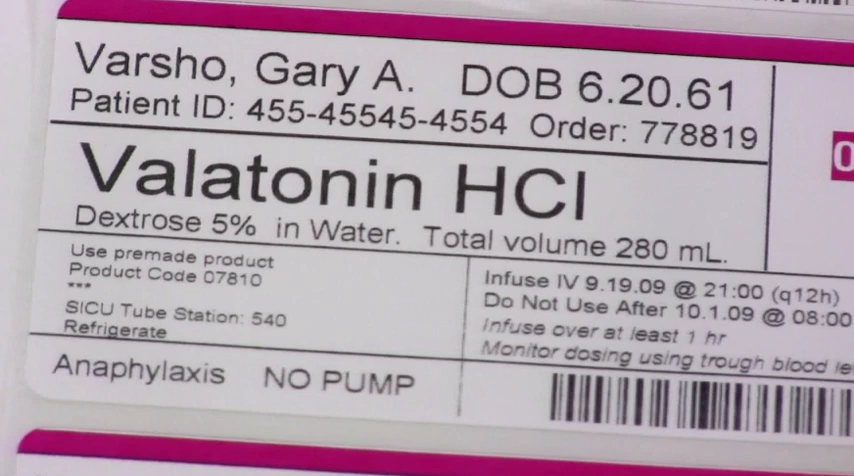 Varsho, Gary A. DOB 6.20.61
Patient ID: 455-45545-4554 Order: 778819
Valatonin HCl
Dextrose 5% in Water. Total volume 280 mL.
Use premade product
Product Code 07810
***
SICU Tube Station: 540
Refrigerate
Infuse IV 9.19.09 @ 21:00 (q12h)
Do Not Use After 10.1.09 @ 08:00
Infuse over at least 1 hr
Monitor dosing using trough blood
Anaphylaxis NO PUMP